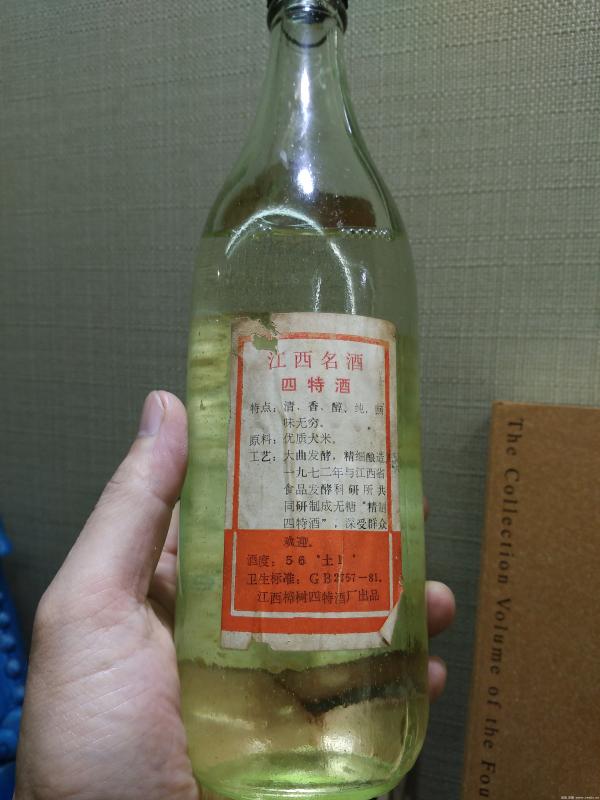 江西名酒
四特酒
特点：清、香、醇、纯，回
味无穷。
原料：优质大米。
工艺：大曲发酵，精细酿造，
一九七二年与江西省
食品发酵科研所共
同研制成无糖“精制
四特酒”，深受群众
欢迎。
酒度：56°±1°
卫生标准：GB2757-81.
江西樟树四特酒厂出品
The Collection Volume of the Fou